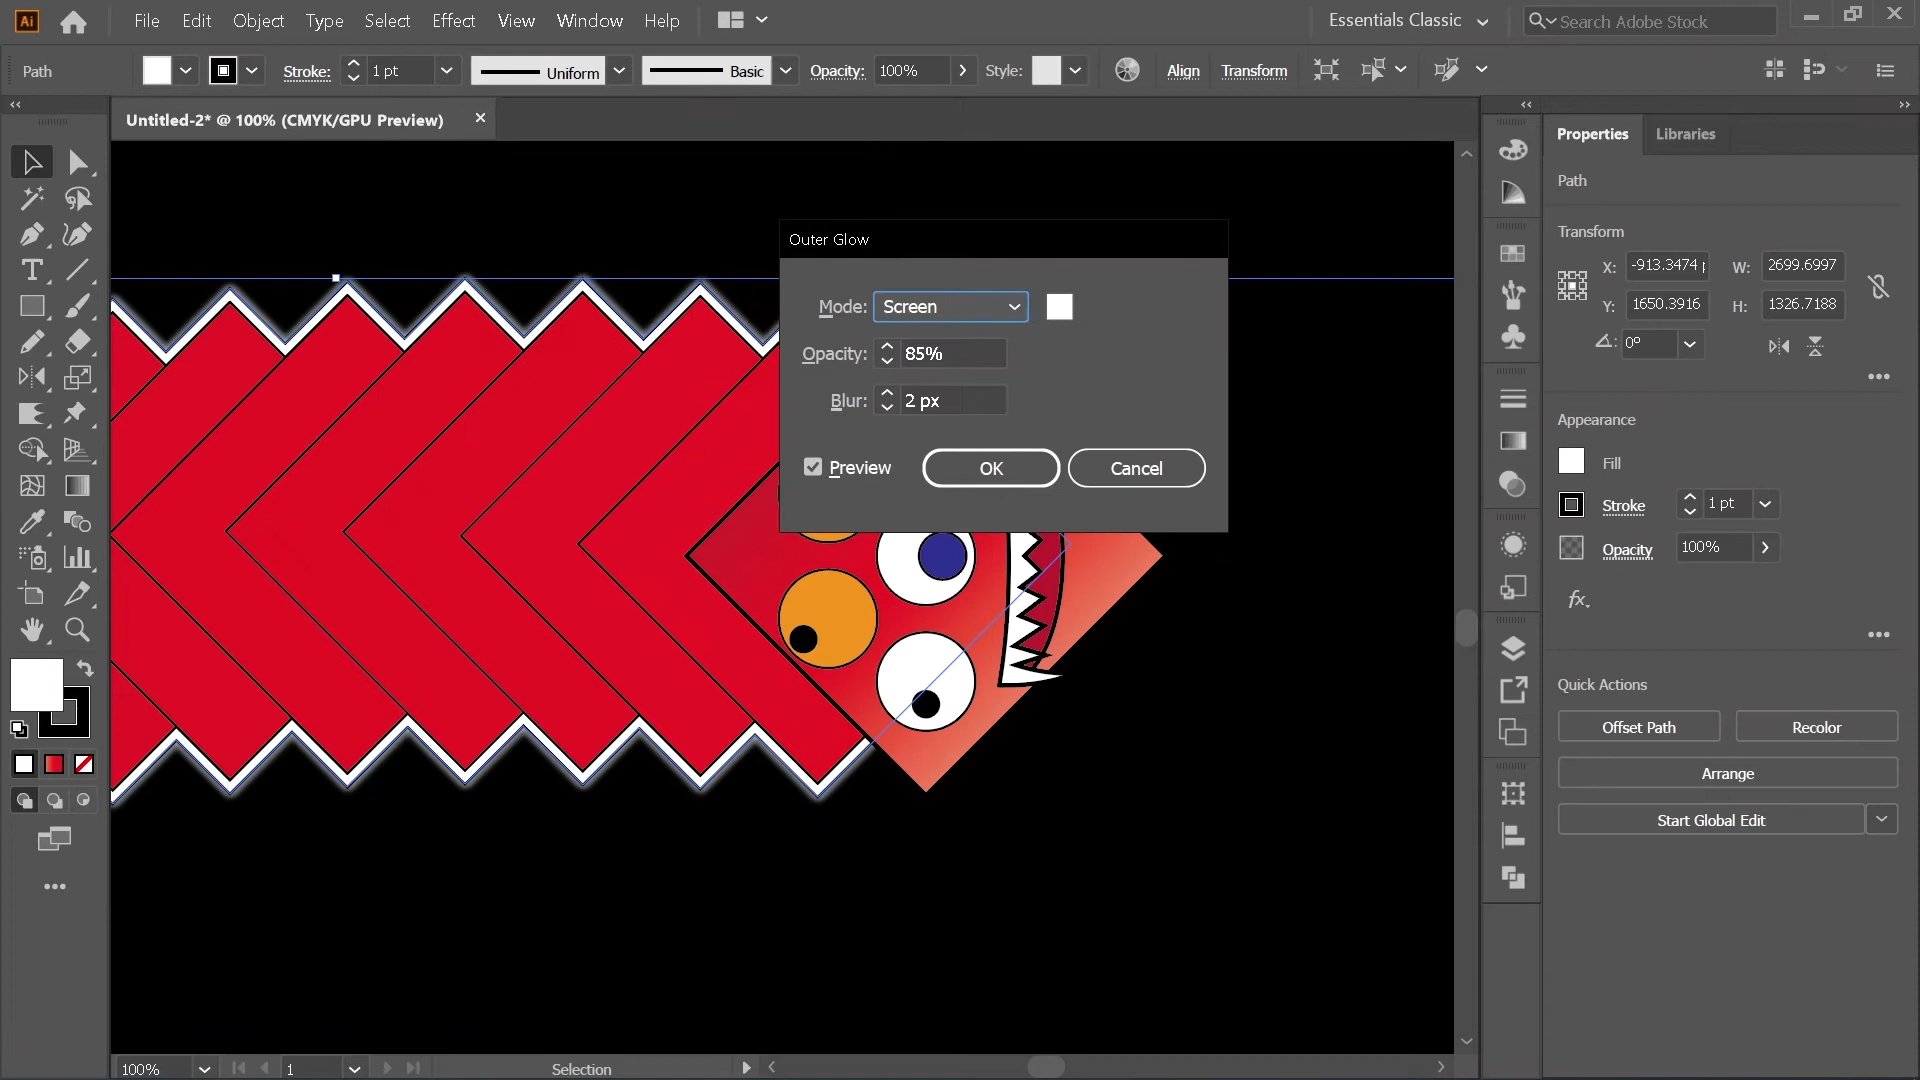 Ai File Edit Object Type Select Effect View Window Help Essentials Classic Search Adobe Stock
Path Stroke: 1 pt Uniform Basic Opacity: 100% Style: Align Transform
Untitled-2* @ 100% (CMYK/GPU Preview)
Properties Libraries
Path
Transform
X: -913.3474 p W: 2699.6997
Y: 1650.3916 H: 1326.7188
0°
Appearance
Fill
Stroke 1 pt
Opacity 100%
fx.
Quick Actions
Offset Path Recolor
Arrange
Start Global Edit
Outer Glow
Mode: Screen
Opacity: 85%
Blur: 2 px
Preview OK Cancel
100% 1 Selection